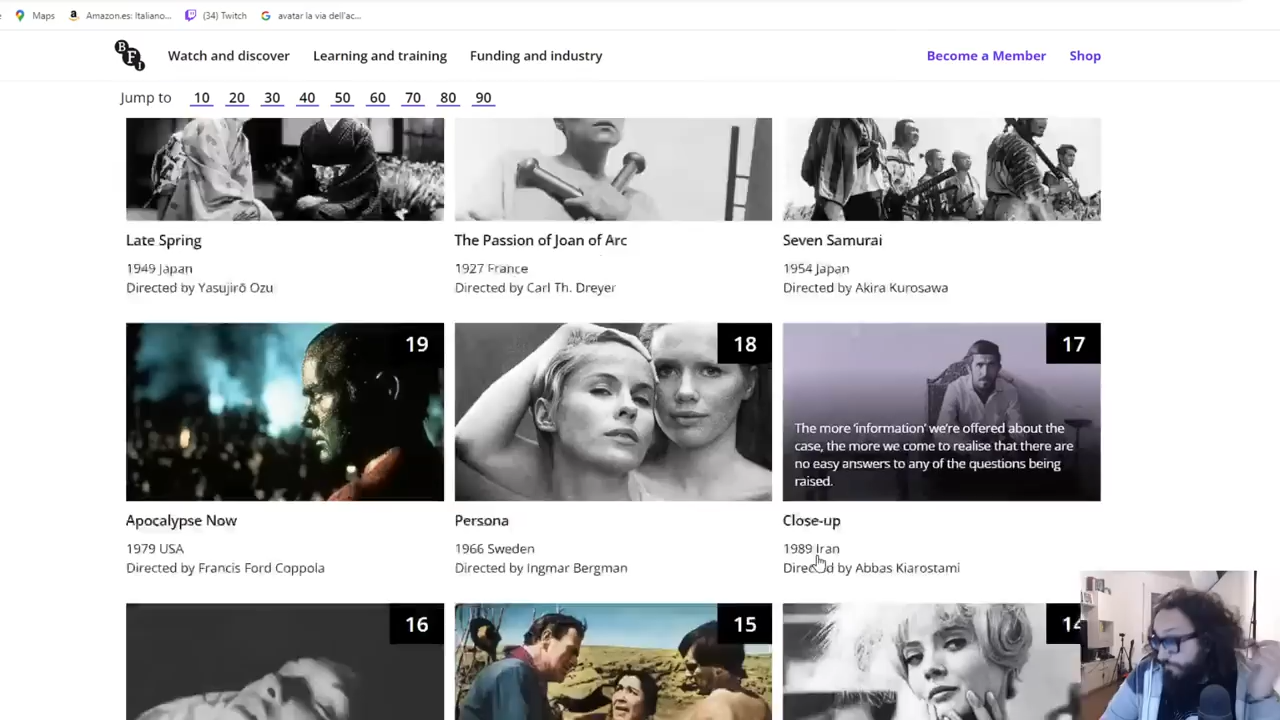 Maps
Amazon.es: Italiano...
(34) Twitch
avatar la via dell'ac...
BFI
Watch and discover
Learning and training
Funding and industry
Become a Member
Shop
Jump to
10
20
30
40
50
60
70
80
90
Late Spring
1949 Japan
Directed by Yasujirō Ozu
The Passion of Joan of Arc
1927 France
Directed by Carl Th. Dreyer
Seven Samurai
1954 Japan
Directed by Akira Kurosawa
19
Apocalypse Now
1979 USA
Directed by Francis Ford Coppola
18
Persona
1966 Sweden
Directed by Ingmar Bergman
17
The more 'information' we're offered about the
case, the more we come to realise that there are
no easy answers to any of the questions being
raised.
Close-up
1989 Iran
Directed by Abbas Kiarostami
16
15
14